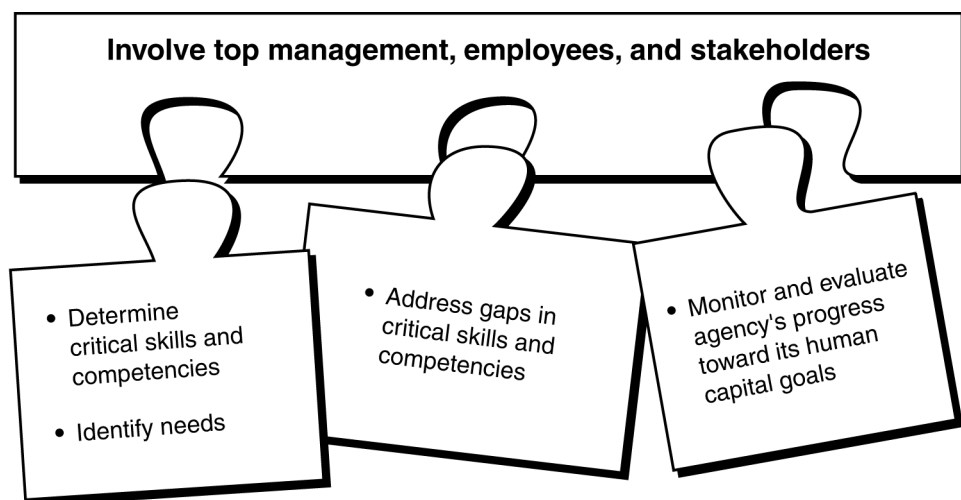 Involve top management, employees, and stakeholders
• Determine
critical skills and
competencies
• Identify needs
• Address gaps in
critical skills and
competencies
• Monitor and evaluate
agency's progress
toward its human
capital goals